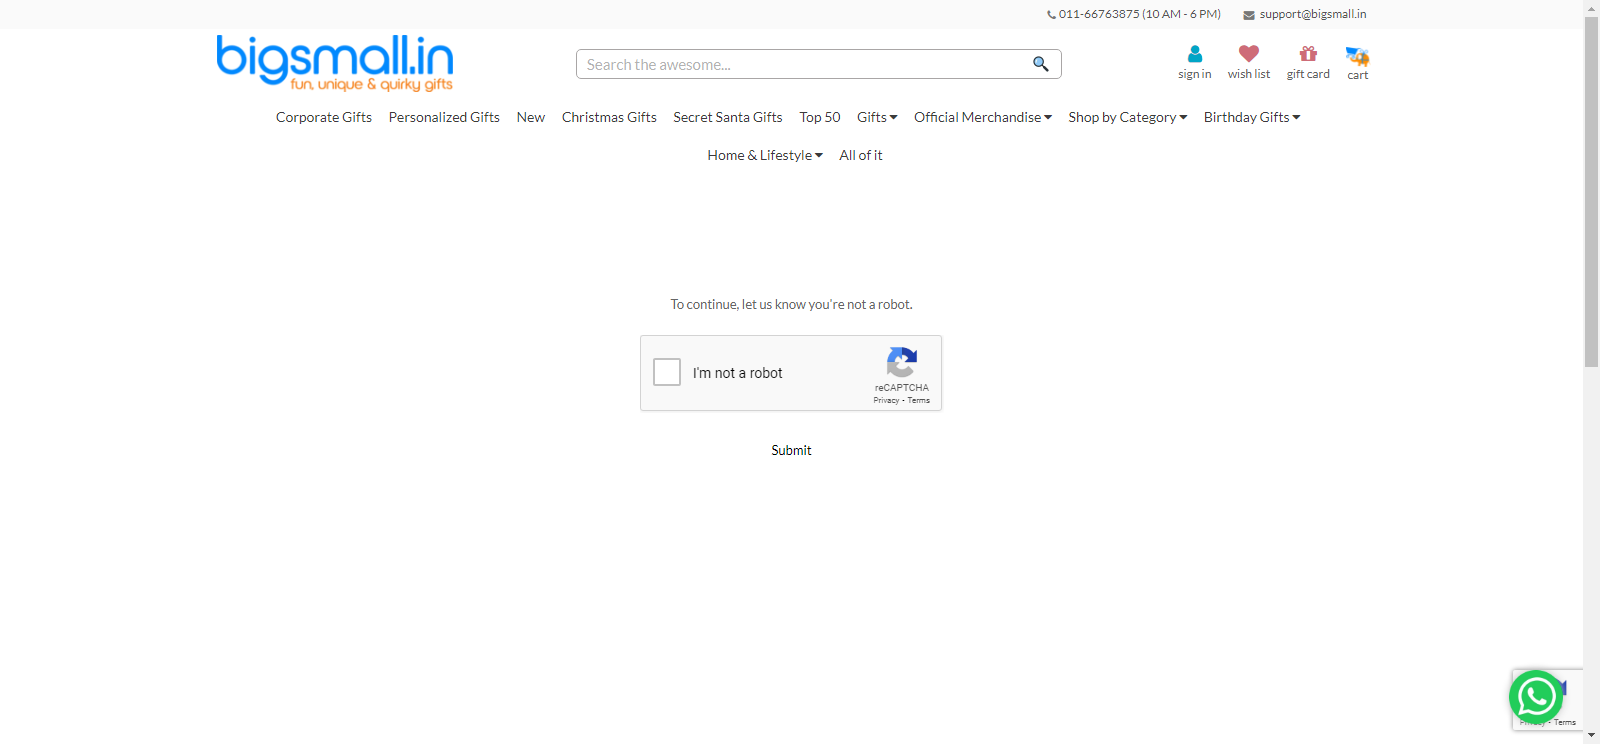 011-66763875 (10 AM - 6 PM) support@bigsmall.in
bigsmall.in
fun, unique & quirky gifts
Search the awesome...
sign in wish list gift card cart
Corporate Gifts Personalized Gifts New Christmas Gifts Secret Santa Gifts Top 50 Gifts Official Merchandise Shop by Category Birthday Gifts
Home & Lifestyle All of it
To continue, let us know you're not a robot.
I'm not a robot
reCAPTCHA
Privacy - Terms
Submit
Privacy - Terms